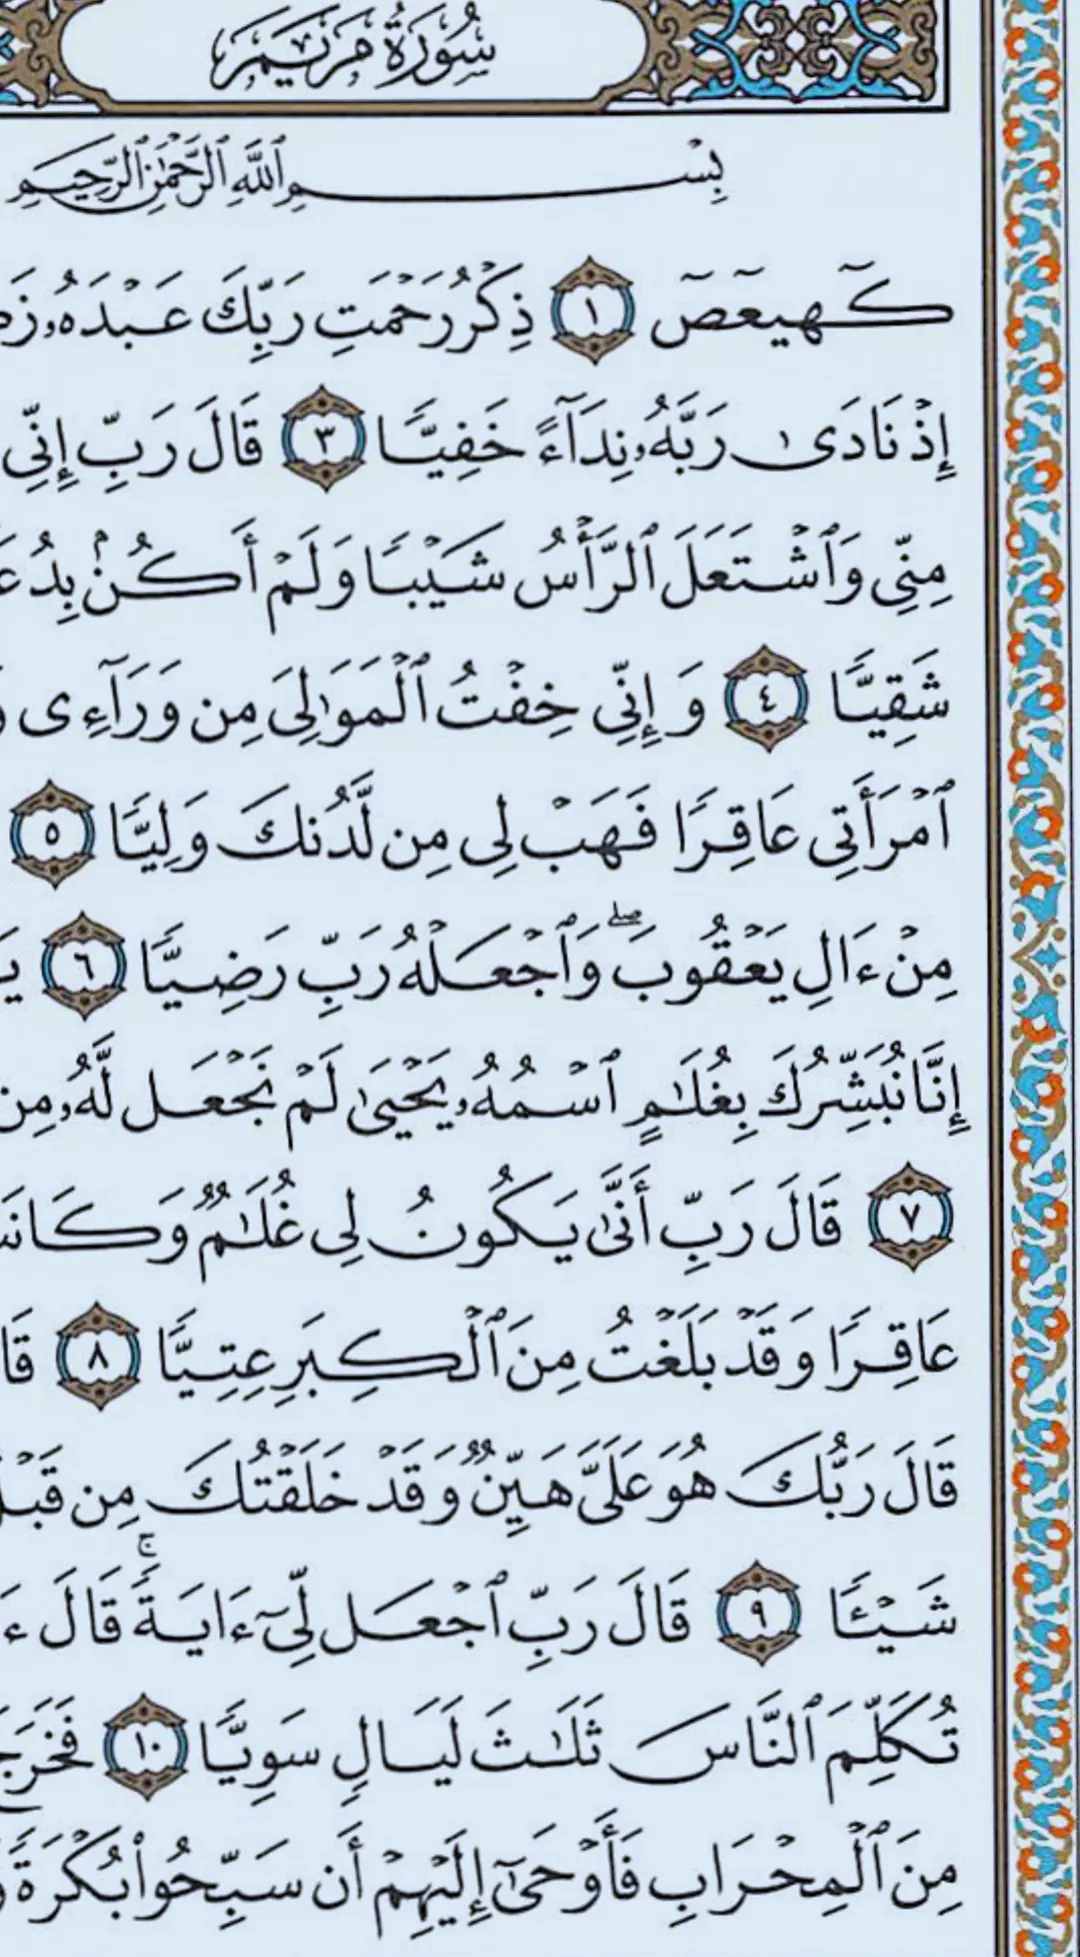 سُورَةُ مَرْيَمَ
بِسْمِ ٱللَّهِ ٱلرَّحْمَٰنِ ٱلرَّحِيمِ
كٓهيعٓصٓ ١ ذِكْرُ رَحْمَتِ رَبِّكَ عَبْدَهُۥ
إِذْ نَادَىٰ رَبَّهُۥ نِدَآءً خَفِيًّا ٣ قَالَ رَبِّ إِنِّى
مِنِّى وَٱشْتَعَلَ ٱلرَّأْسُ شَيْبًا وَلَمْ أَكُنۢ
شَقِيًّا ٤ وَإِنِّى خِفْتُ ٱلْمَوَٰلِىَ مِن وَرَآءِى
ٱمْرَأَتِى عَاقِرًا فَهَبْ لِى مِن لَّدُنكَ وَلِيًّا ٥
مِنْ ءَالِ يَعْقُوبَ ۖ وَٱجْعَلْهُ رَبِّ رَضِيًّا ٦
إِنَّا نُبَشِّرُكَ بِغُلَٰمٍ ٱسْمُهُۥ يَحْيَىٰ لَمْ نَجْعَل لَّهُۥ مِن
٧ قَالَ رَبِّ أَنَّىٰ يَكُونُ لِى غُلَٰمٌ
عَاقِرًا وَقَدْ بَلَغْتُ مِنَ ٱلْكِبَرِ عِتِيًّا ٨
قَالَ رَبُّكَ هُوَ عَلَىَّ هَيِّنٌ وَقَدْ خَلَقْتُكَ مِن
شَيْـًٔا ٩ قَالَ رَبِّ ٱجْعَل لِّىٓ ءَايَةً ۚ قَالَ
تُكَلِّمَ ٱلنَّاسَ ثَلَٰثَ لَيَالٍ سَوِيًّا ١٠ فَخَرَجَ
مِنَ ٱلْمِحْرَابِ فَأَوْحَىٰٓ إِلَيْهِمْ أَن سَبِّحُوا۟ بُكْرَةً